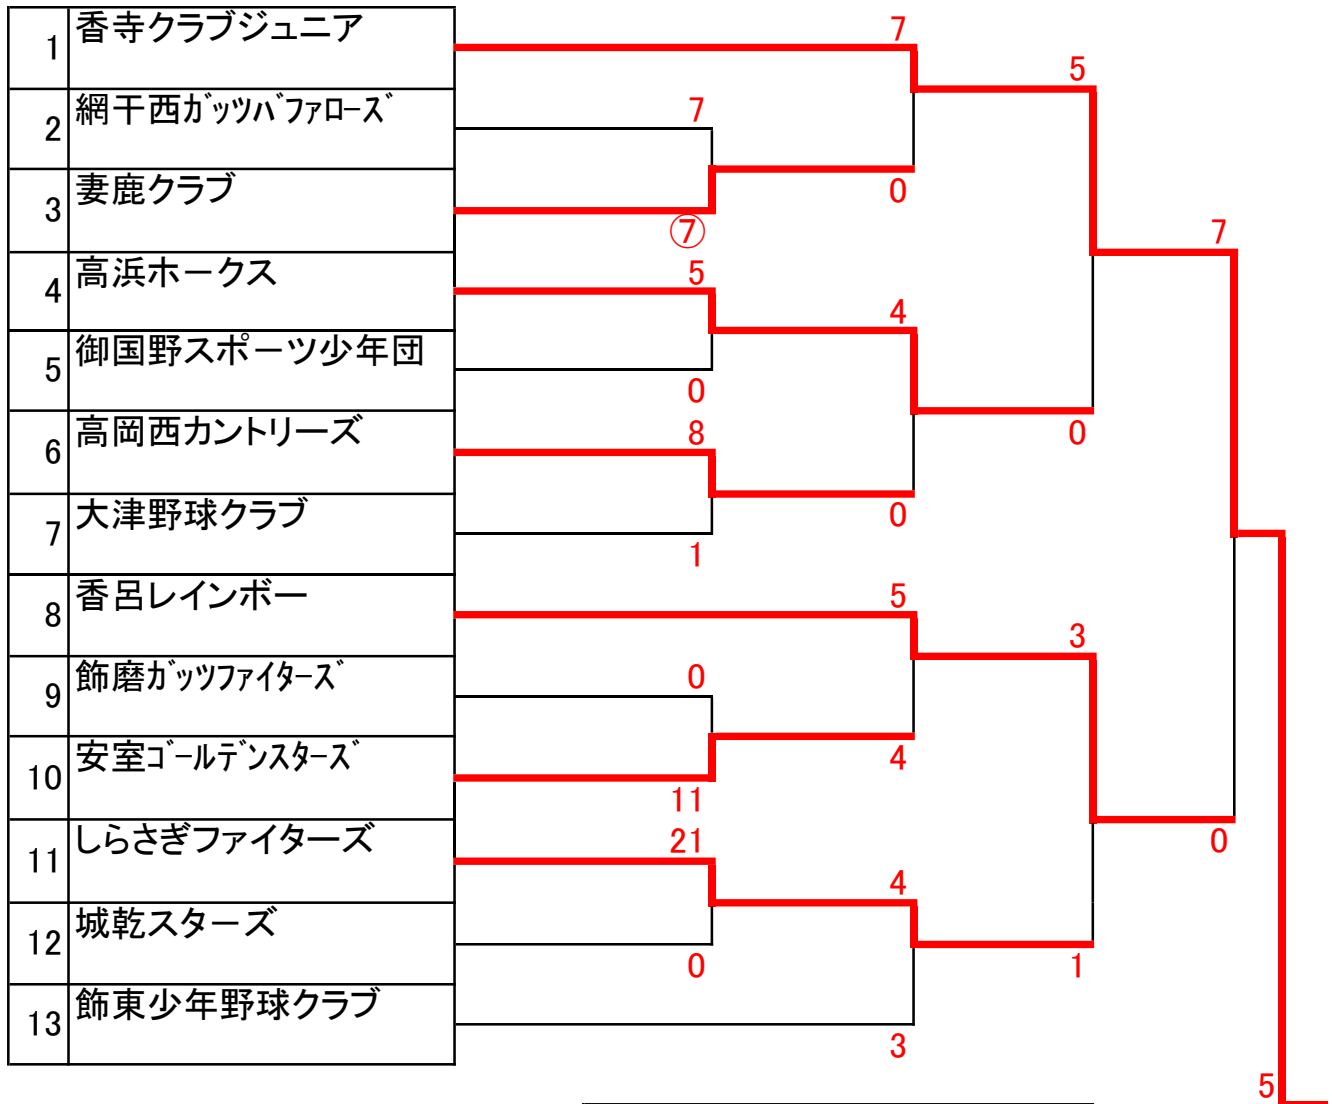 1 香寺クラブジュニア
7
5
2 網干西ガッツバファローズ
7
3 妻鹿クラブ
0
⑦
7
4 高浜ホークス
5
4
5 御国野スポーツ少年団
0
6 高岡西カントリーズ
8
0
7 大津野球クラブ
0
1
8 香呂レインボー
5
3
9 飾磨ガッツファイターズ
0
10 安室ゴールデンスターズ
4
11
11 しらさぎファイターズ
21
0
4
12 城乾スターズ
0
1
13 飾東少年野球クラブ
3
5